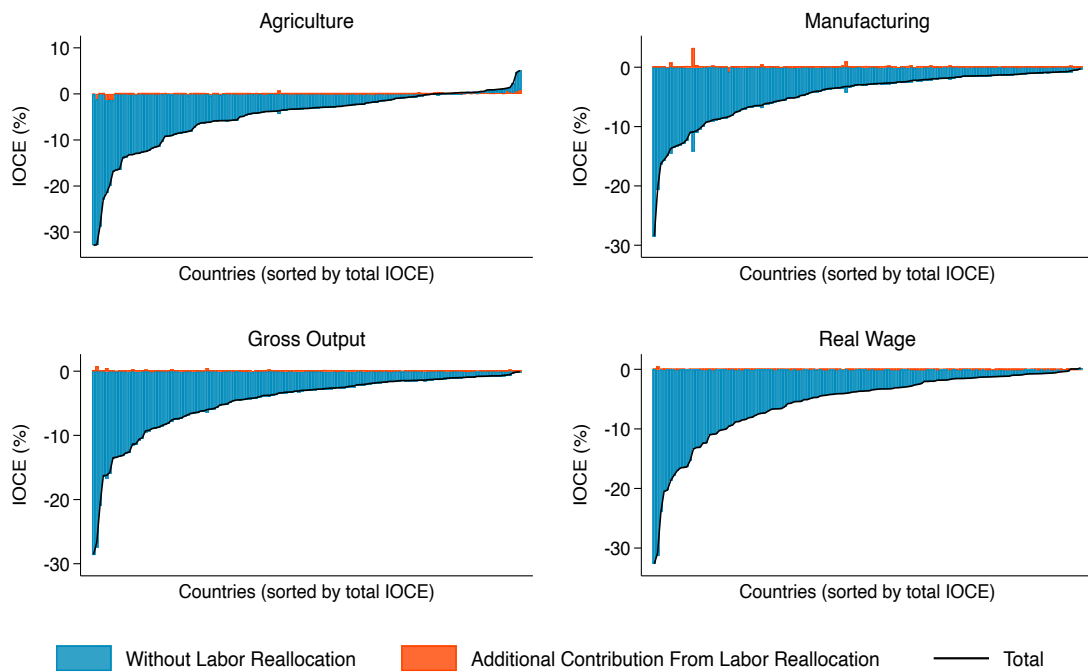 Agriculture
IOCE (%)
10
0
-10
-20
-30
Countries (sorted by total IOCE)
Manufacturing
IOCE (%)
0
-10
-20
-30
Countries (sorted by total IOCE)
Gross Output
IOCE (%)
0
-10
-20
-30
Countries (sorted by total IOCE)
Real Wage
IOCE (%)
0
-10
-20
-30
Countries (sorted by total IOCE)
Without Labor Reallocation
Additional Contribution From Labor Reallocation
Total